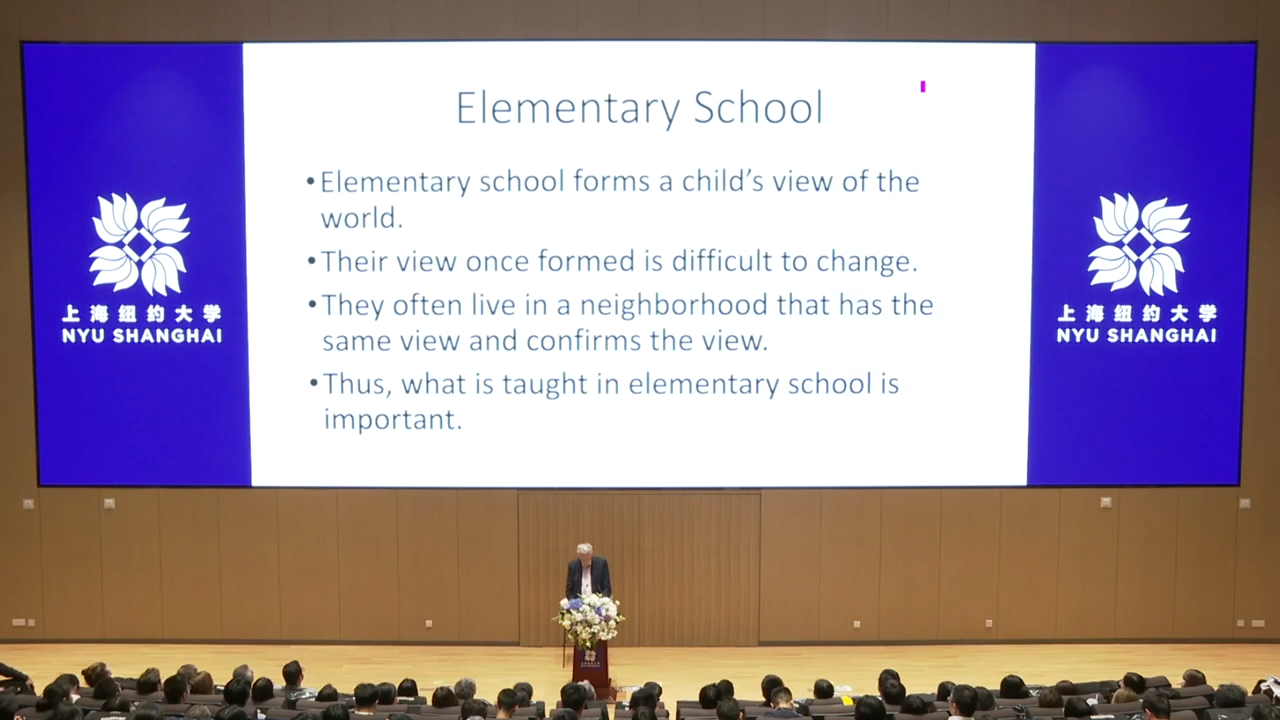 Elementary School
•Elementary school forms a child's view of the
world.
•Their view once formed is difficult to change.
•They often live in a neighborhood that has the
same view and confirms the view.
•Thus, what is taught in elementary school is
important.
上海纽约大学
NYU SHANGHAI
上海纽约大学
NYU SHANGHAI